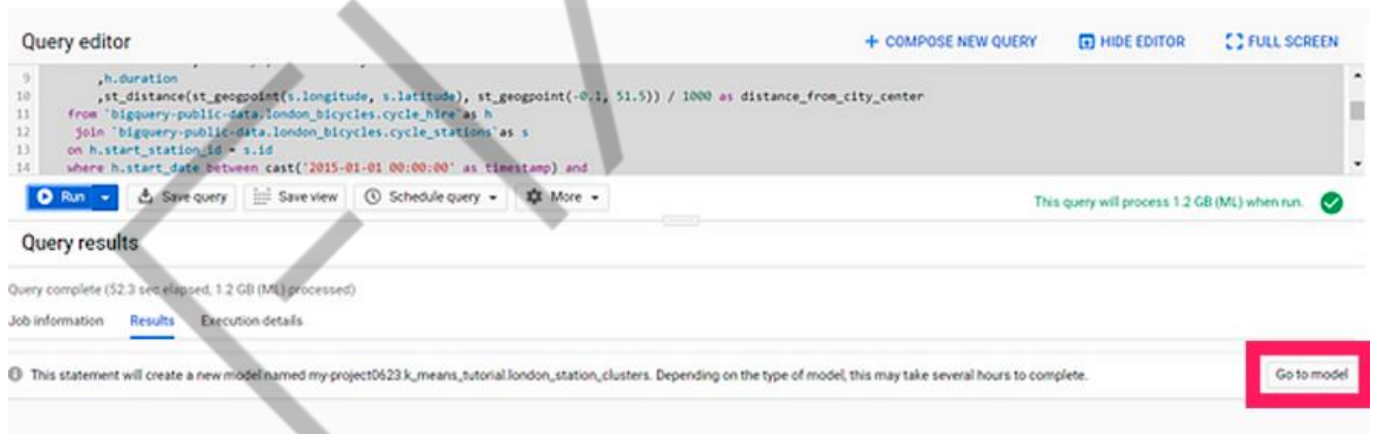 Query editor
+ COMPOSE NEW QUERY
HIDE EDITOR
FULL SCREEN
9 ,h.duration
10 ,st_distance(st_geogpoint(s.longitude, s.latitude), st_geogpoint(-0.1, 51.5)) / 1000 as distance_from_city_center
11 from `bigquery-public-data.london_bicycles.cycle_hire`as h
12 join `bigquery-public-data.london_bicycles.cycle_stations`as s
13 on h.start_station_id = s.id
14 where h.start_date between cast('2015-01-01 00:00:00' as timestamp) and
Run
Save query
Save view
Schedule query
More
This query will process 1.2 GB (ML) when run.
Query results
Query complete (52.3 sec elapsed, 1.2 GB (ML) processed)
Job information Results Execution details
This statement will create a new model named my-project0623.k_means_tutorial.london_station_clusters. Depending on the type of model, this may take several hours to complete.
Go to model